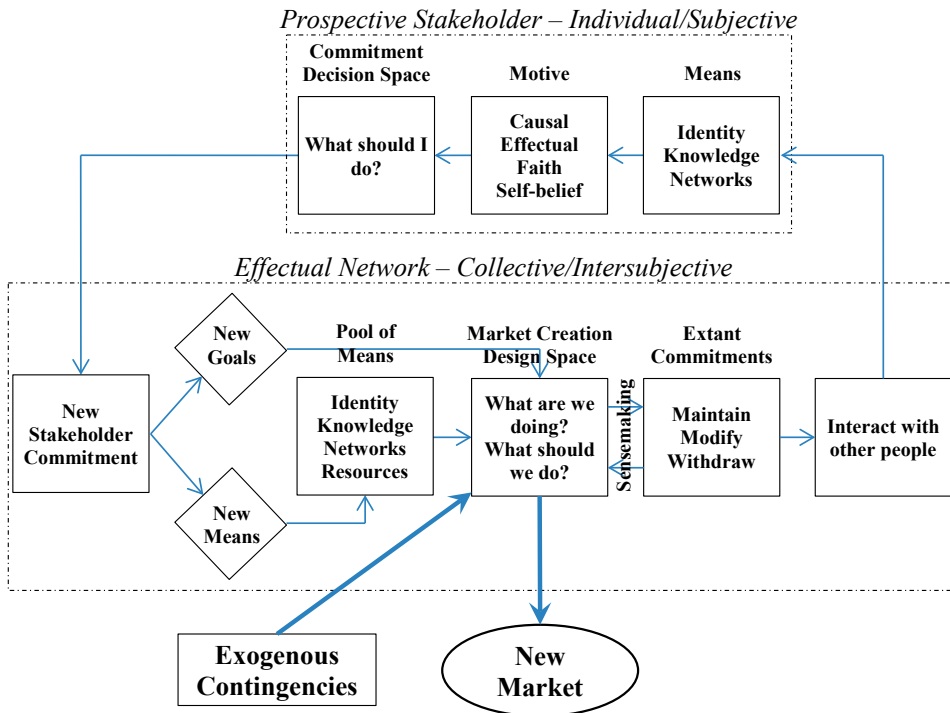 Prospective Stakeholder – Individual/Subjective
Commitment
Decision Space
Motive
Means
What should I
do?
Causal
Effectual
Faith
Self-belief
Identity
Knowledge
Networks
Effectual Network – Collective/Intersubjective
New
Stakeholder
Commitment
New
Goals
New
Means
Pool of
Means
Identity
Knowledge
Networks
Resources
Market Creation
Design Space
What are we
doing?
What should
we do?
Sensemaking
Extant
Commitments
Maintain
Modify
Withdraw
Interact with
other people
Exogenous
Contingencies
New
Market